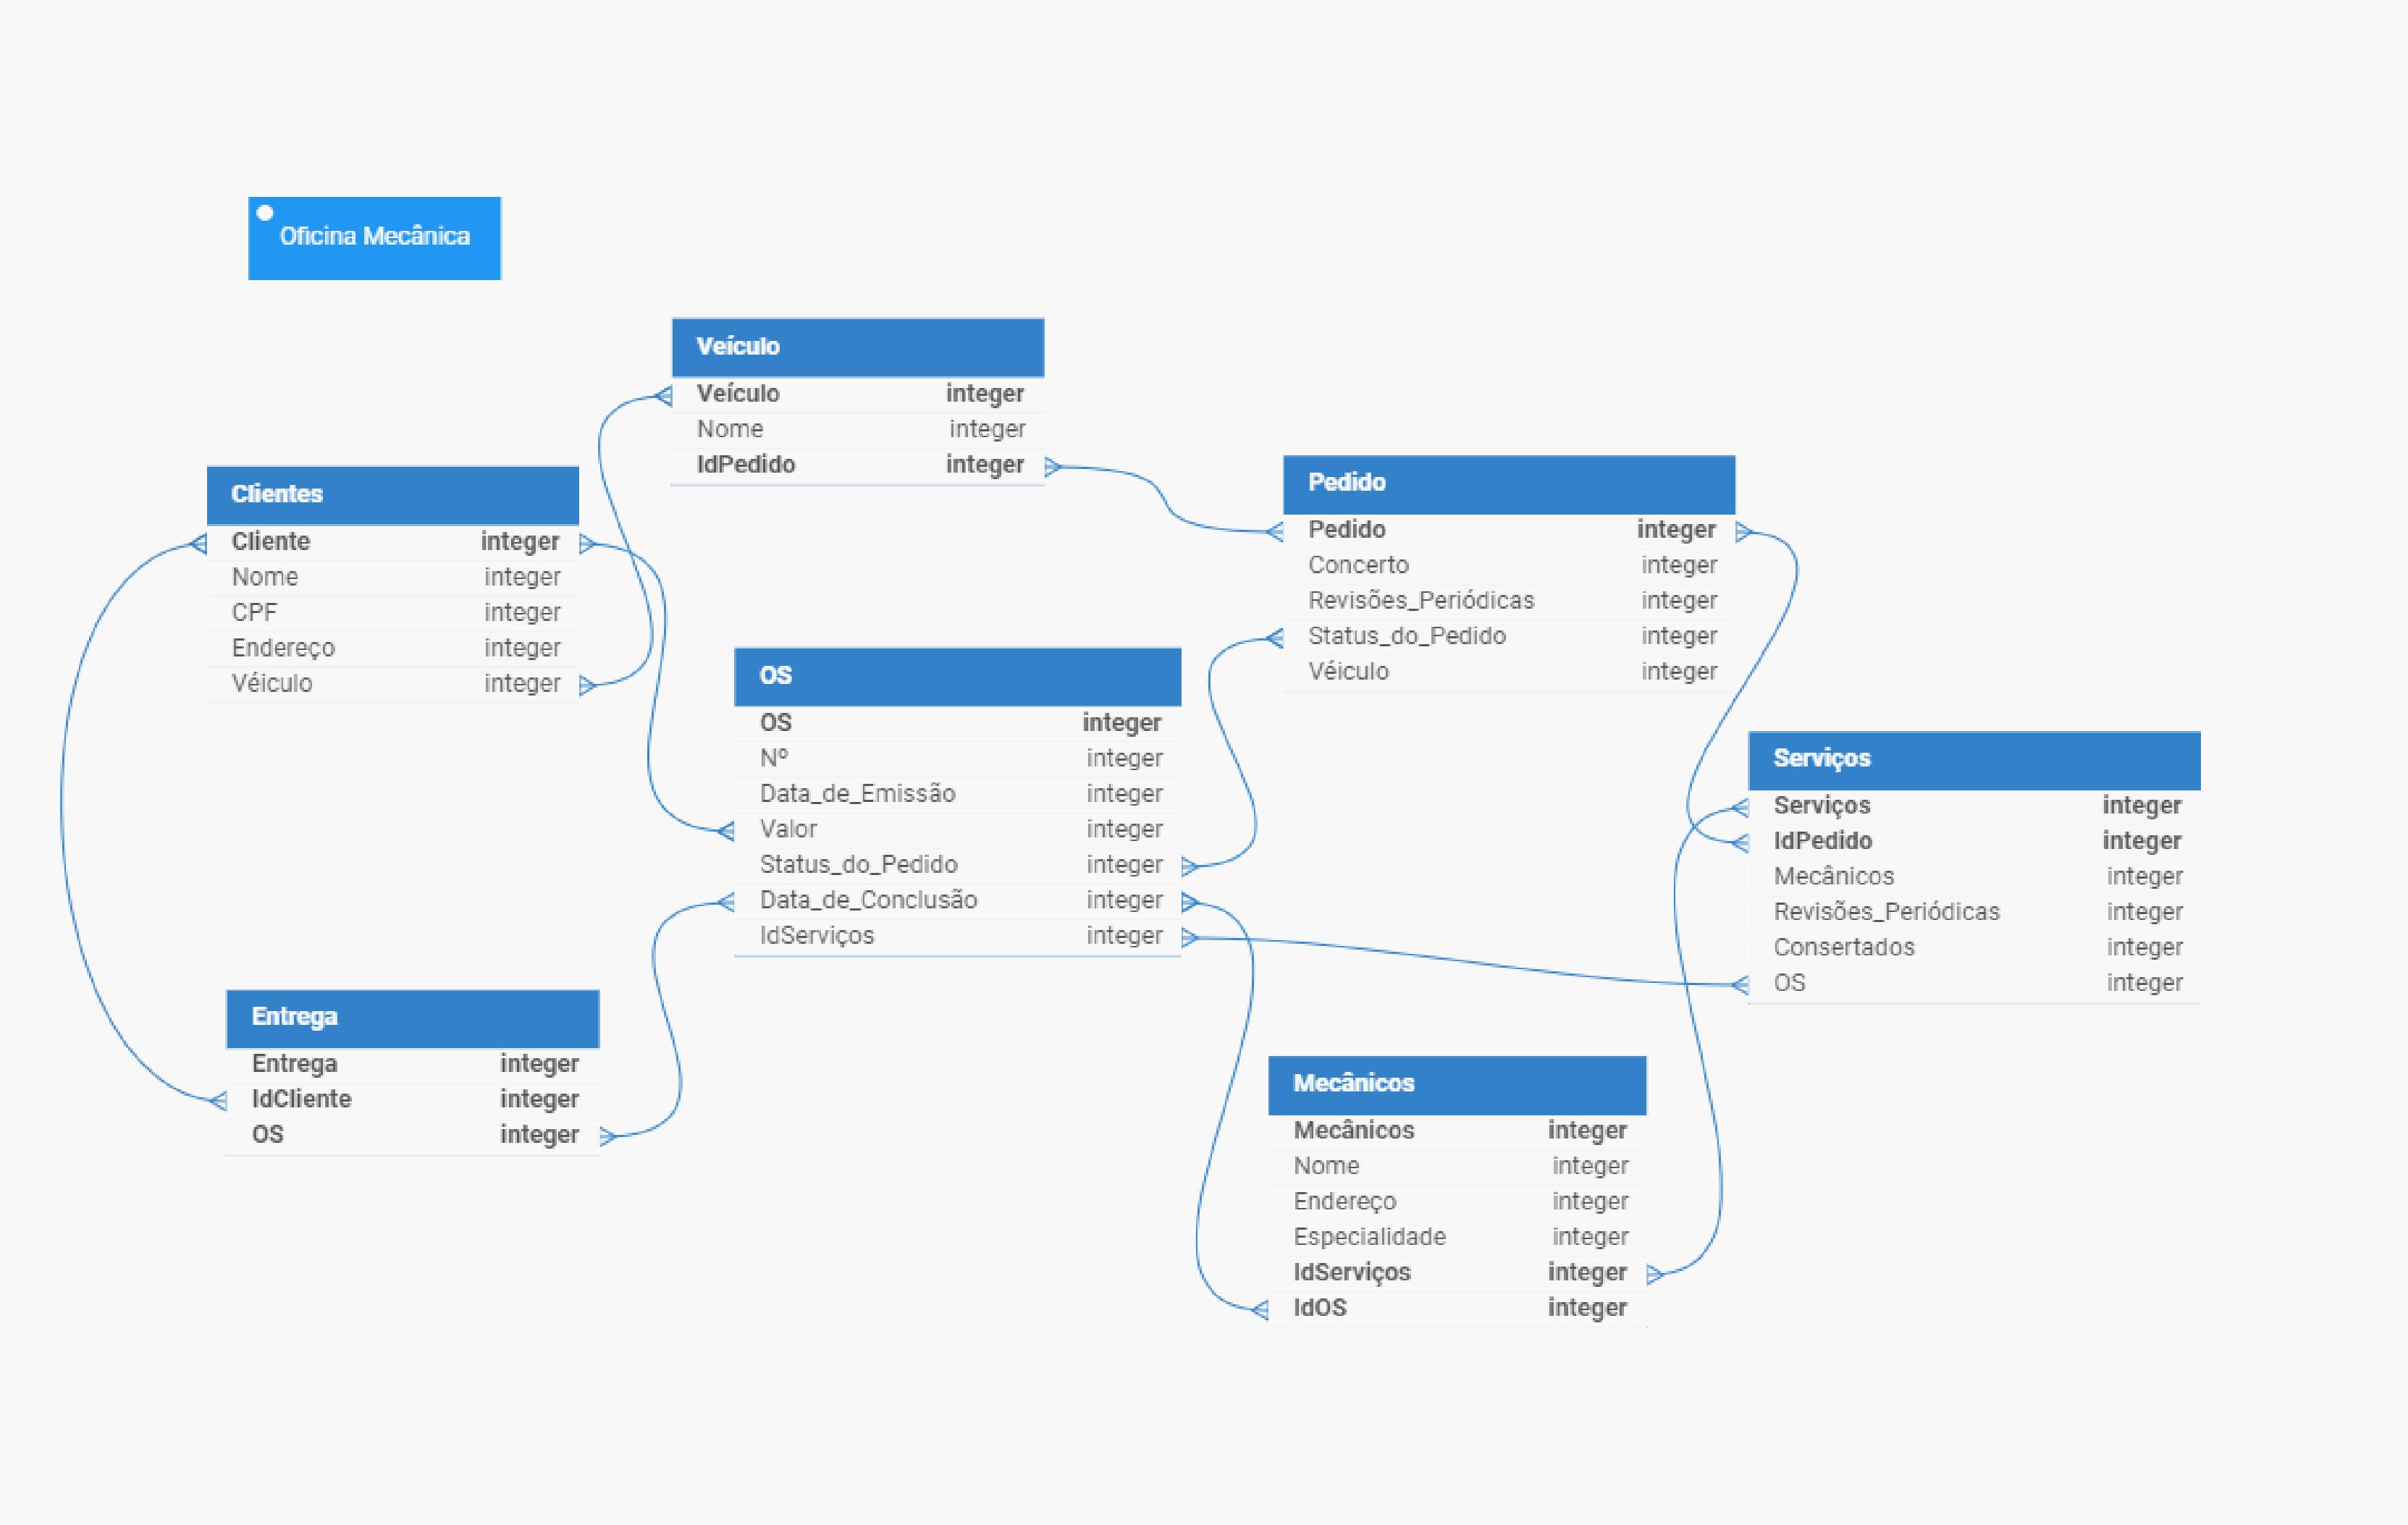 Oficina Mecânica
Veículo
Veículo integer
Nome integer
IdPedido integer
Clientes
Cliente integer
Nome integer
CPF integer
Endereço integer
Véiculo integer
Pedido
Pedido integer
Concerto integer
Revisões_Periódicas integer
Status_do_Pedido integer
Véiculo integer
OS
OS integer
Nº integer
Data_de_Emissão integer
Valor integer
Status_do_Pedido integer
Data_de_Conclusão integer
IdServiços integer
Serviços
Serviços integer
IdPedido integer
Mecânicos integer
Revisões_Periódicas integer
Consertados integer
OS integer
Entrega
Entrega integer
IdCliente integer
OS integer
Mecânicos
Mecânicos integer
Nome integer
Endereço integer
Especialidade integer
IdServiços integer
IdOS integer